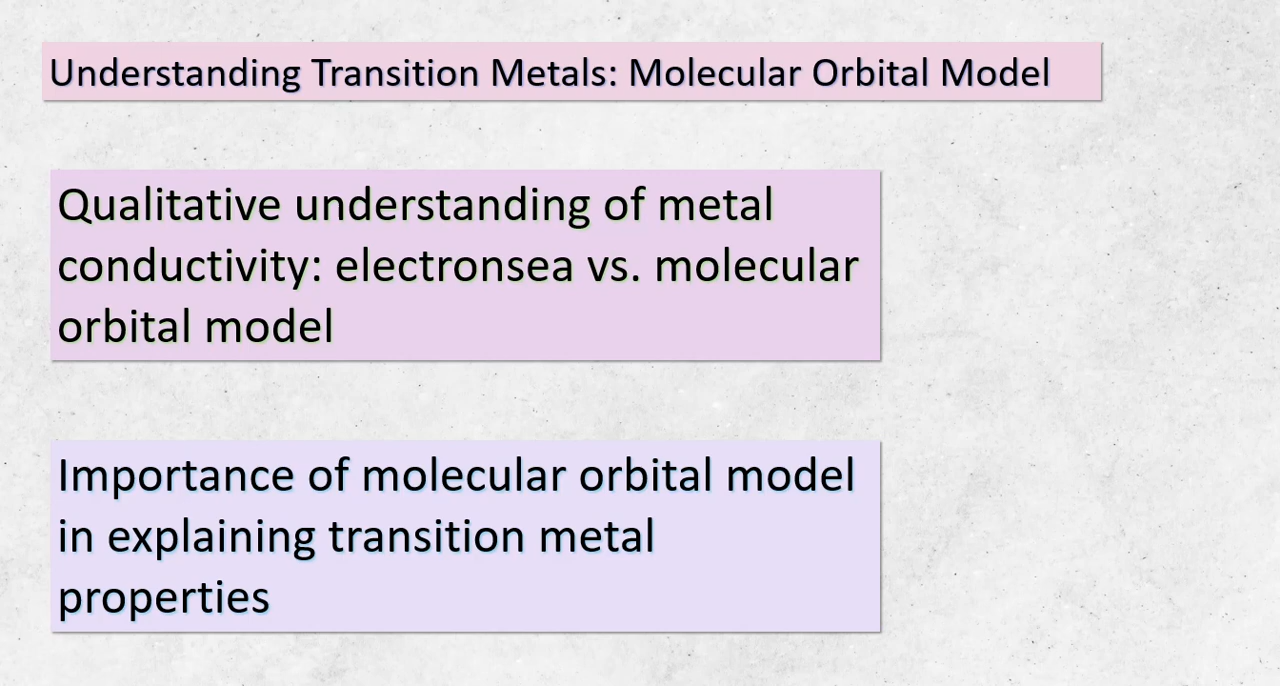 Understanding Transition Metals: Molecular Orbital Model
Qualitative understanding of metal
conductivity: electronsea vs. molecular
orbital model
Importance of molecular orbital model
in explaining transition metal
properties